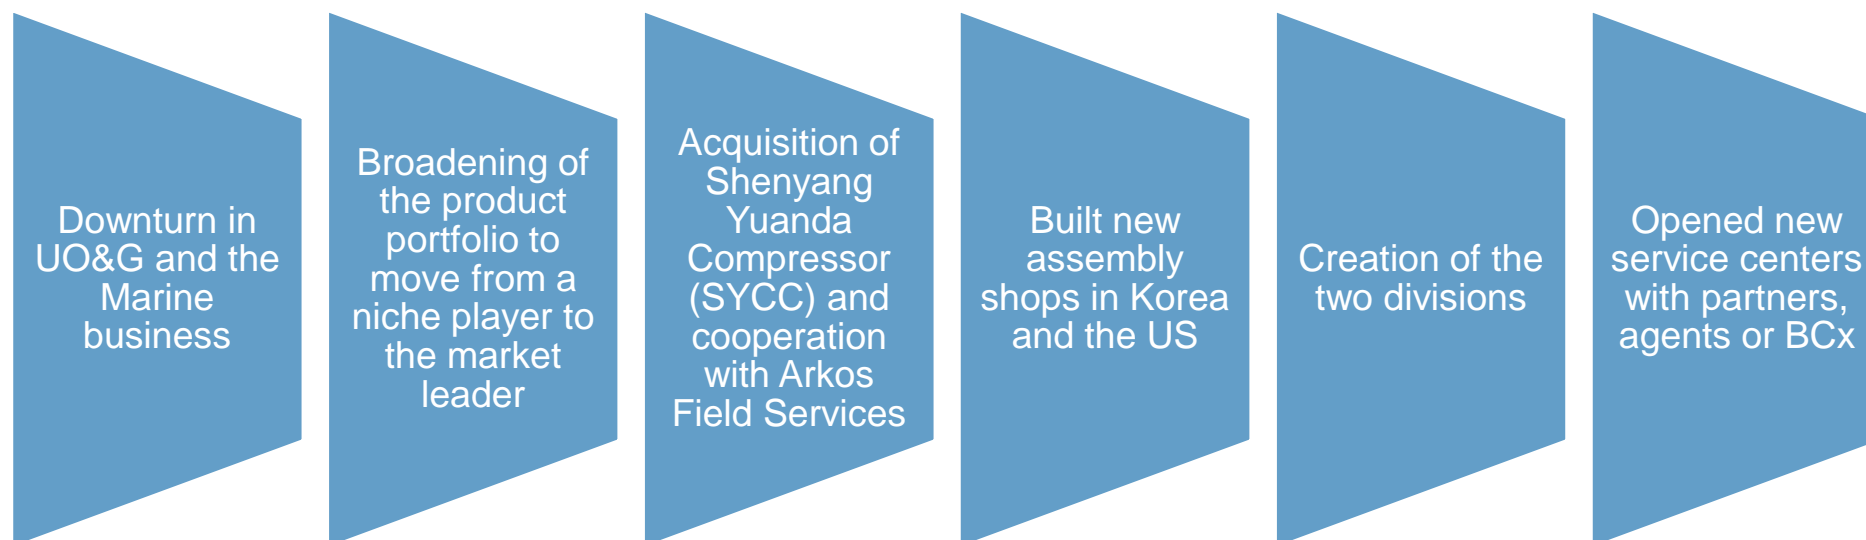 Downturn in
UO&G and the
Marine
business
Broadening of
the product
portfolio to
move from a
niche player to
the market
leader
Acquisition of
Shenyang
Yuanda
Compressor
(SYCC) and
cooperation
with Arkos
Field Services
Built new
assembly
shops in Korea
and the US
Creation of the
two divisions
Opened new
service centers
with partners,
agents or BCx